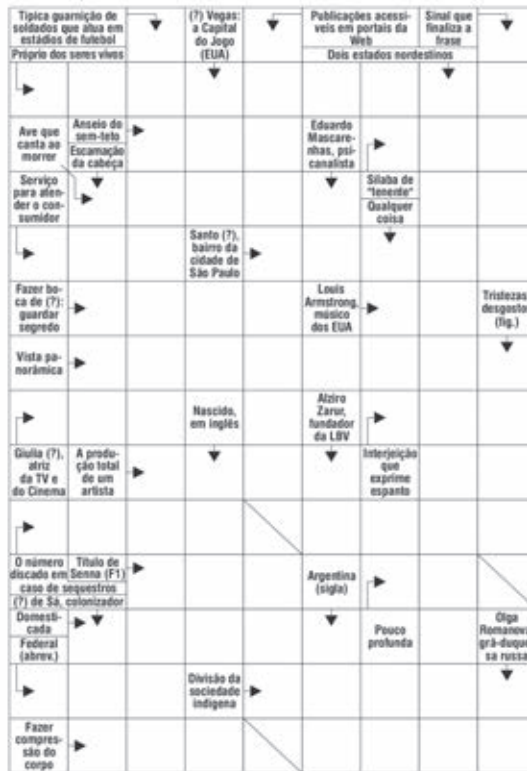 Típica guarnição de
soldados que atua em
estádios de futebol
Próprio dos seres vivos
(?) Vegas:
a Capital
do Jogo
(EUA)
Publicações acessí-
veis em portais da
Web
Dois estados nordestinos
Sinal que
finaliza a
frase
Ave que
canta ao
morrer
Anseio do
sem-teto
Escamação
da cabeça
Eduardo
Mascare-
nhas, psi-
canalista
Serviço
para aten-
der o con-
sumidor
Sílaba de
"tenente"
Qualquer
coisa
Santo (?),
bairro da
cidade de
São Paulo
Fazer bo-
ca de (?):
guardar
segredo
Louis
Armstrong,
músico
dos EUA
Tristezas,
desgostos
(fig.)
Vista pa-
norâmica
Nascido,
em inglês
Alziro
Zarur,
fundador
da LBV
Giulia (?),
atriz
da TV e
do Cinema
A produ-
ção total
de um
artista
Interjeição
que
exprime
espanto
O número
discado em
caso de sequestros
Título de
Senna (F1)
(?) de Sá, colonizador
Argentina
(sigla)
Domesti-
cada
Federal
(abrev.)
Pouco
profunda
Olga
Romanova,
grã-duque-
sa russa
Divisão da
sociedade
indígena
Fazer
compres-
são do
corpo